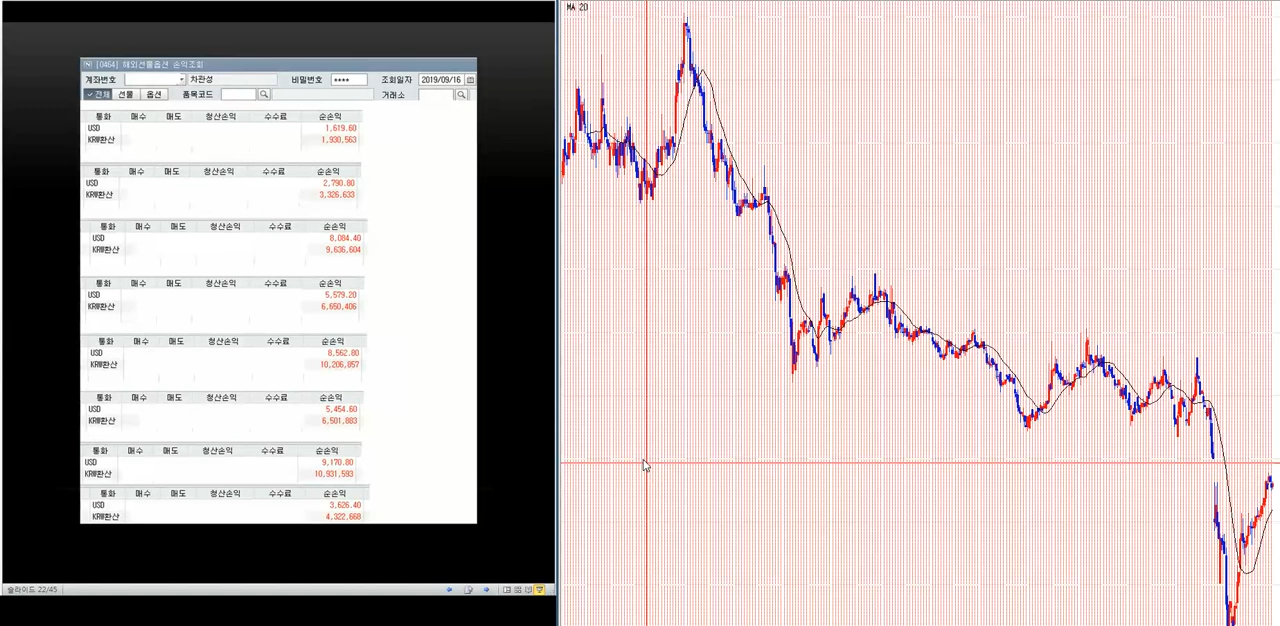 [0464] 해외선물옵션 손익조회
계좌번호 차관성 비밀번호 **** 조회일자 2019/09/16
✓전체 선물 옵션 품목코드 거래소
통화 매수 매도 청산손익 수수료 순손익
USD 1,619.60
KRW환산 1,930,563
통화 매수 매도 청산손익 수수료 순손익
USD 2,790.80
KRW환산 3,326,633
통화 매수 매도 청산손익 수수료 순손익
USD 8,084.40
KRW환산 9,636,604
통화 매수 매도 청산손익 수수료 순손익
USD 5,579.20
KRW환산 6,650,406
통화 매수 매도 청산손익 수수료 순손익
USD 8,562.80
KRW환산 10,206,857
통화 매수 매도 청산손익 수수료 순손익
USD 5,454.60
KRW환산 6,501,883
통화 매수 매도 청산손익 수수료 순손익
USD 9,170.80
KRW환산 10,931,593
통화 매수 매도 청산손익 수수료 순손익
USD 3,626.40
KRW환산 4,322,668
슬라이드 22/45
MA 20